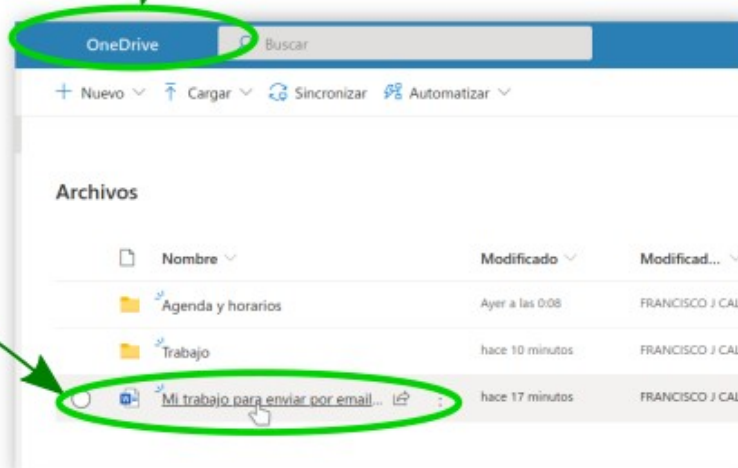 OneDrive Buscar
Nuevo Cargar Sincronizar Automatizar
Archivos
Nombre Modificado Modificad...
Agenda y horarios Ayer a las 0:08 FRANCISCO J CAL
Trabajo hace 10 minutos FRANCISCO J CAL
Mi trabajo para enviar por email... hace 17 minutos FRANCISCO J CAL